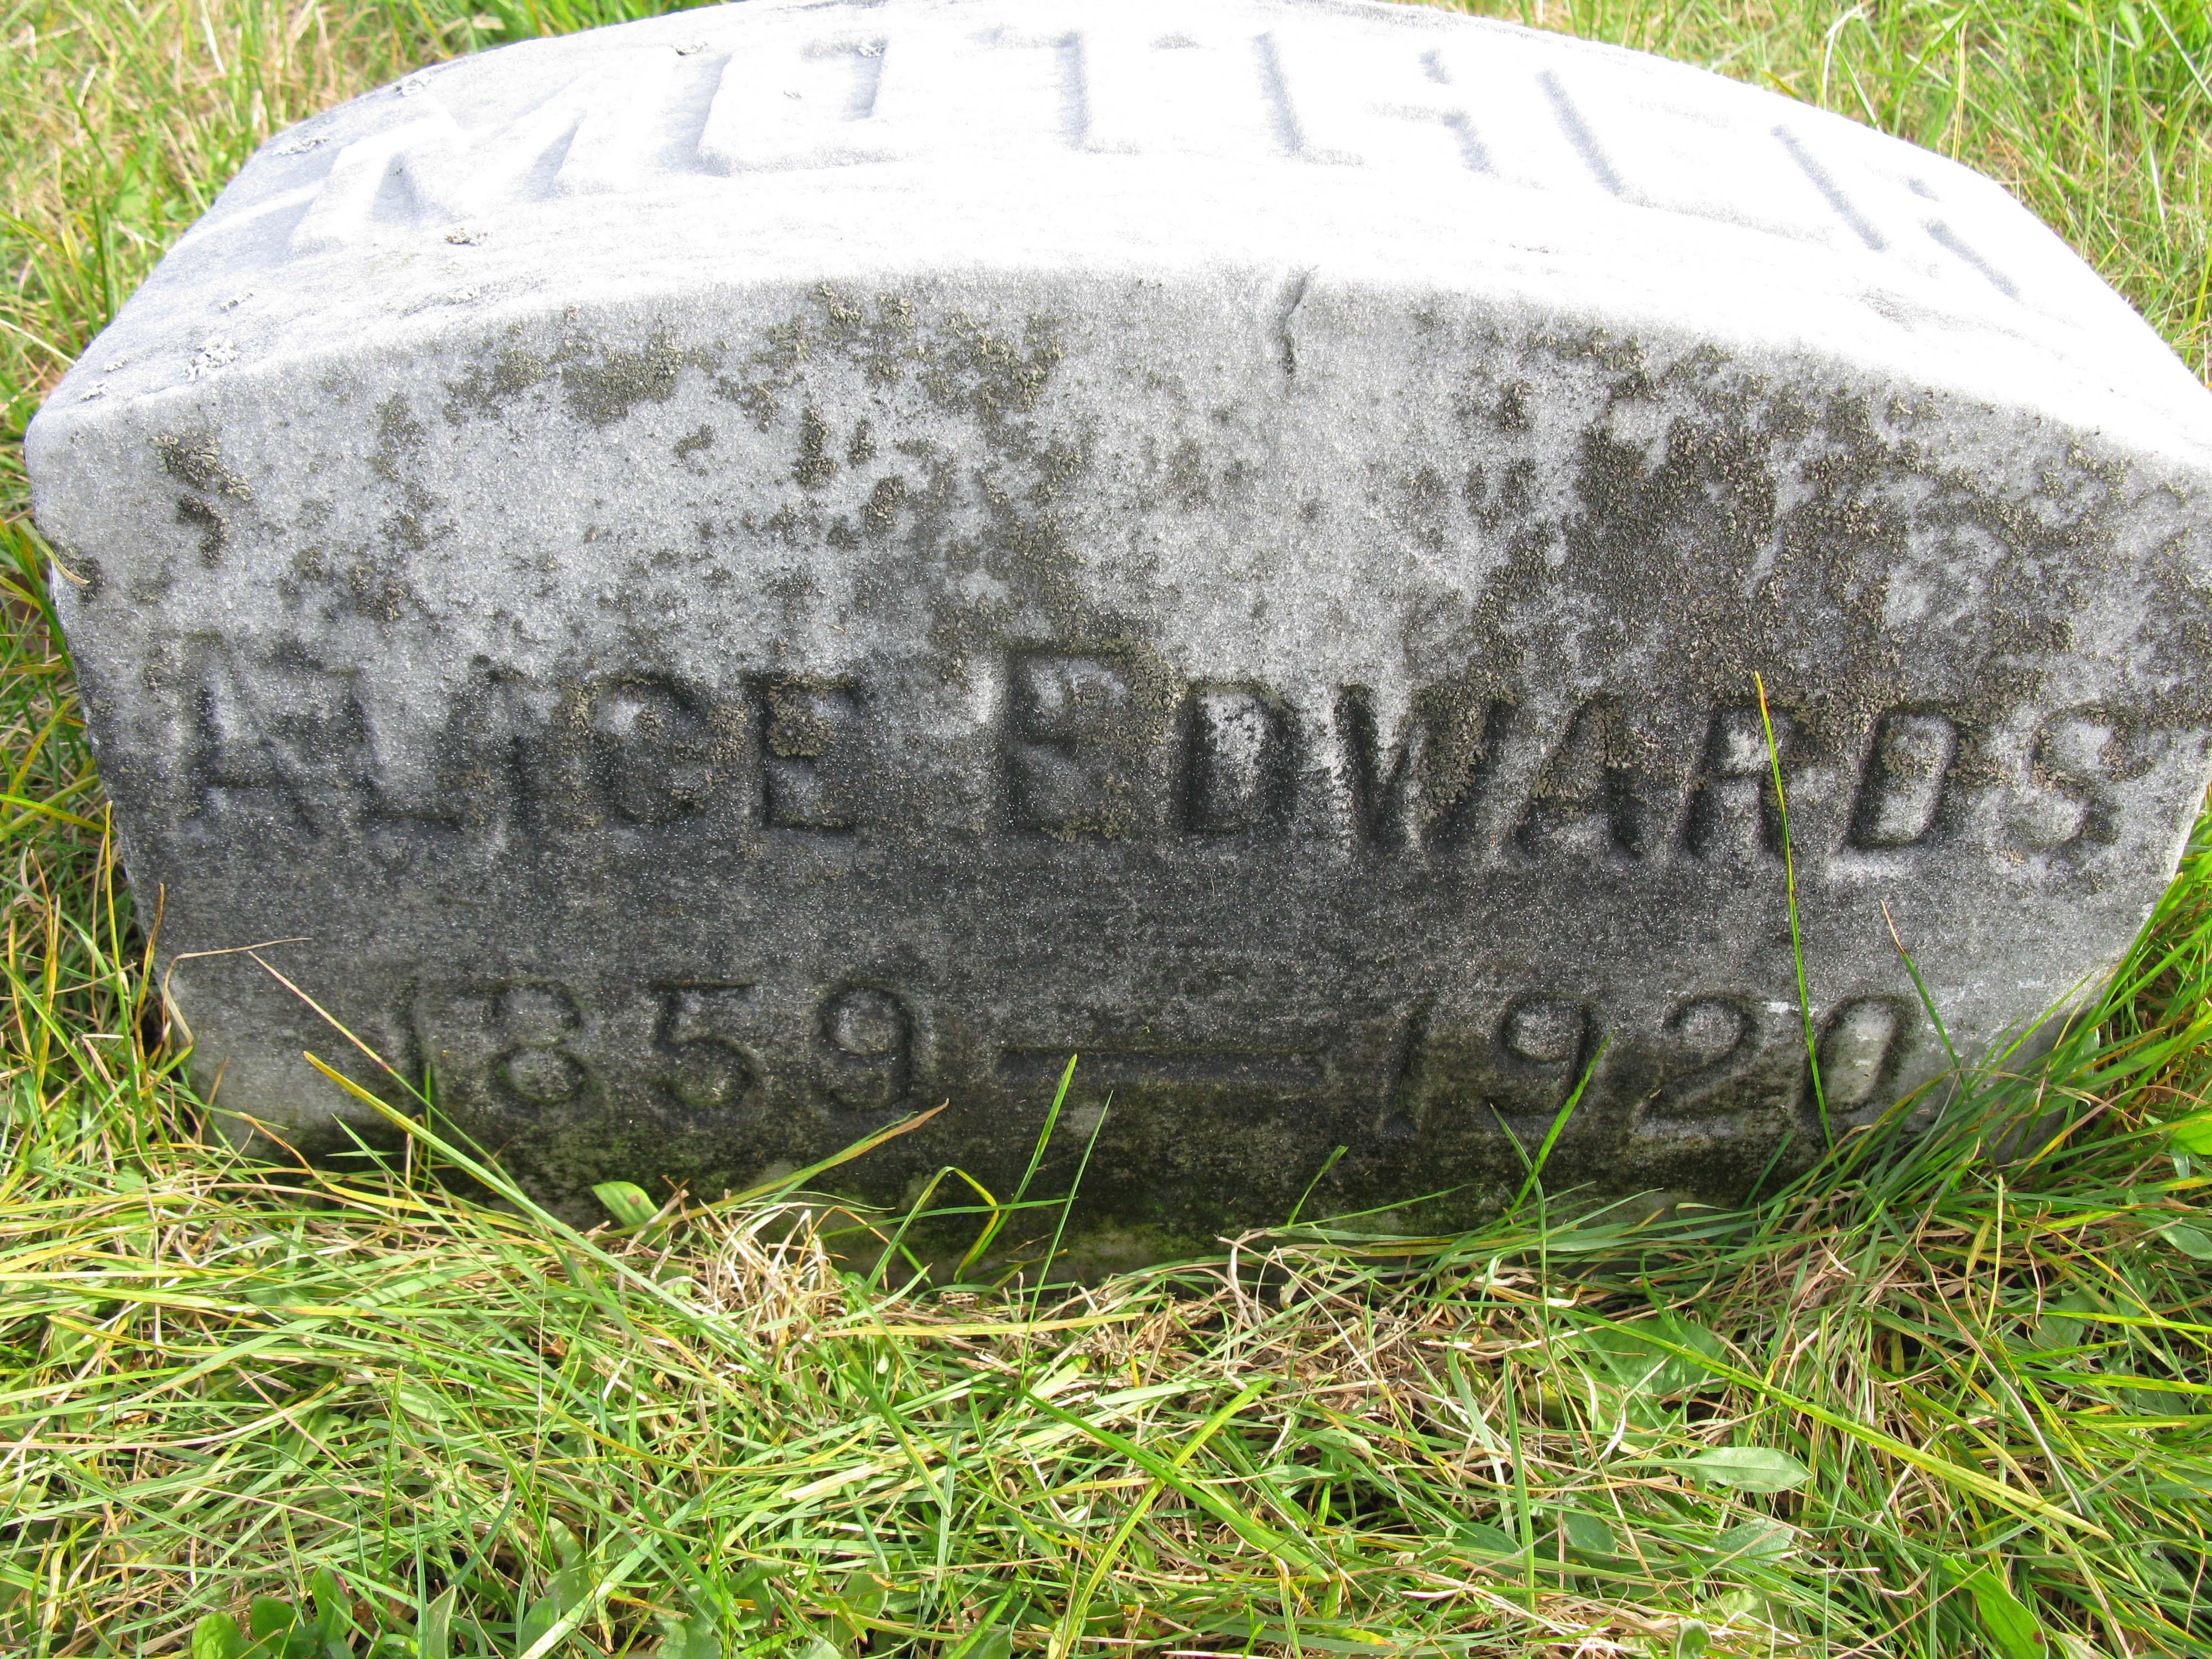 MOTHER
ALICE EDWARDS
1859 — 1920